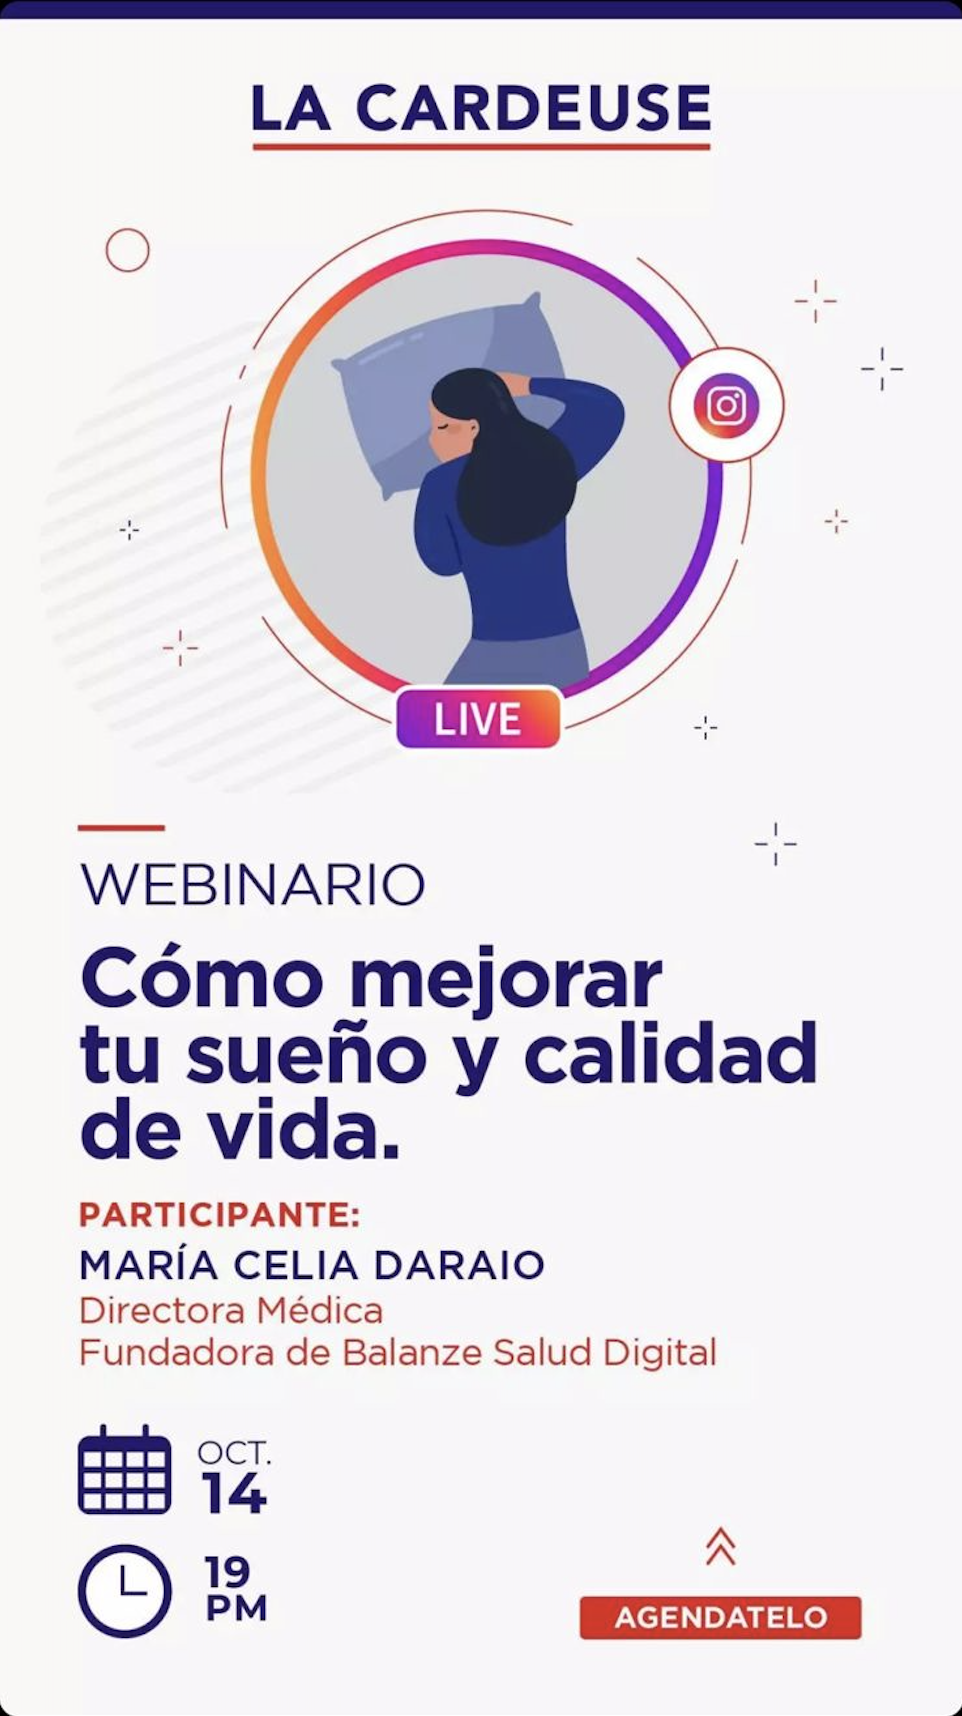 LA CARDEUSE
LIVE
WEBINARIO
Cómo mejorar
tu sueño y calidad
de vida.
PARTICIPANTE:
MARÍA CELIA DARAIO
Directora Médica
Fundadora de Balanze Salud Digital
OCT.
14
19
PM
AGENDATELO